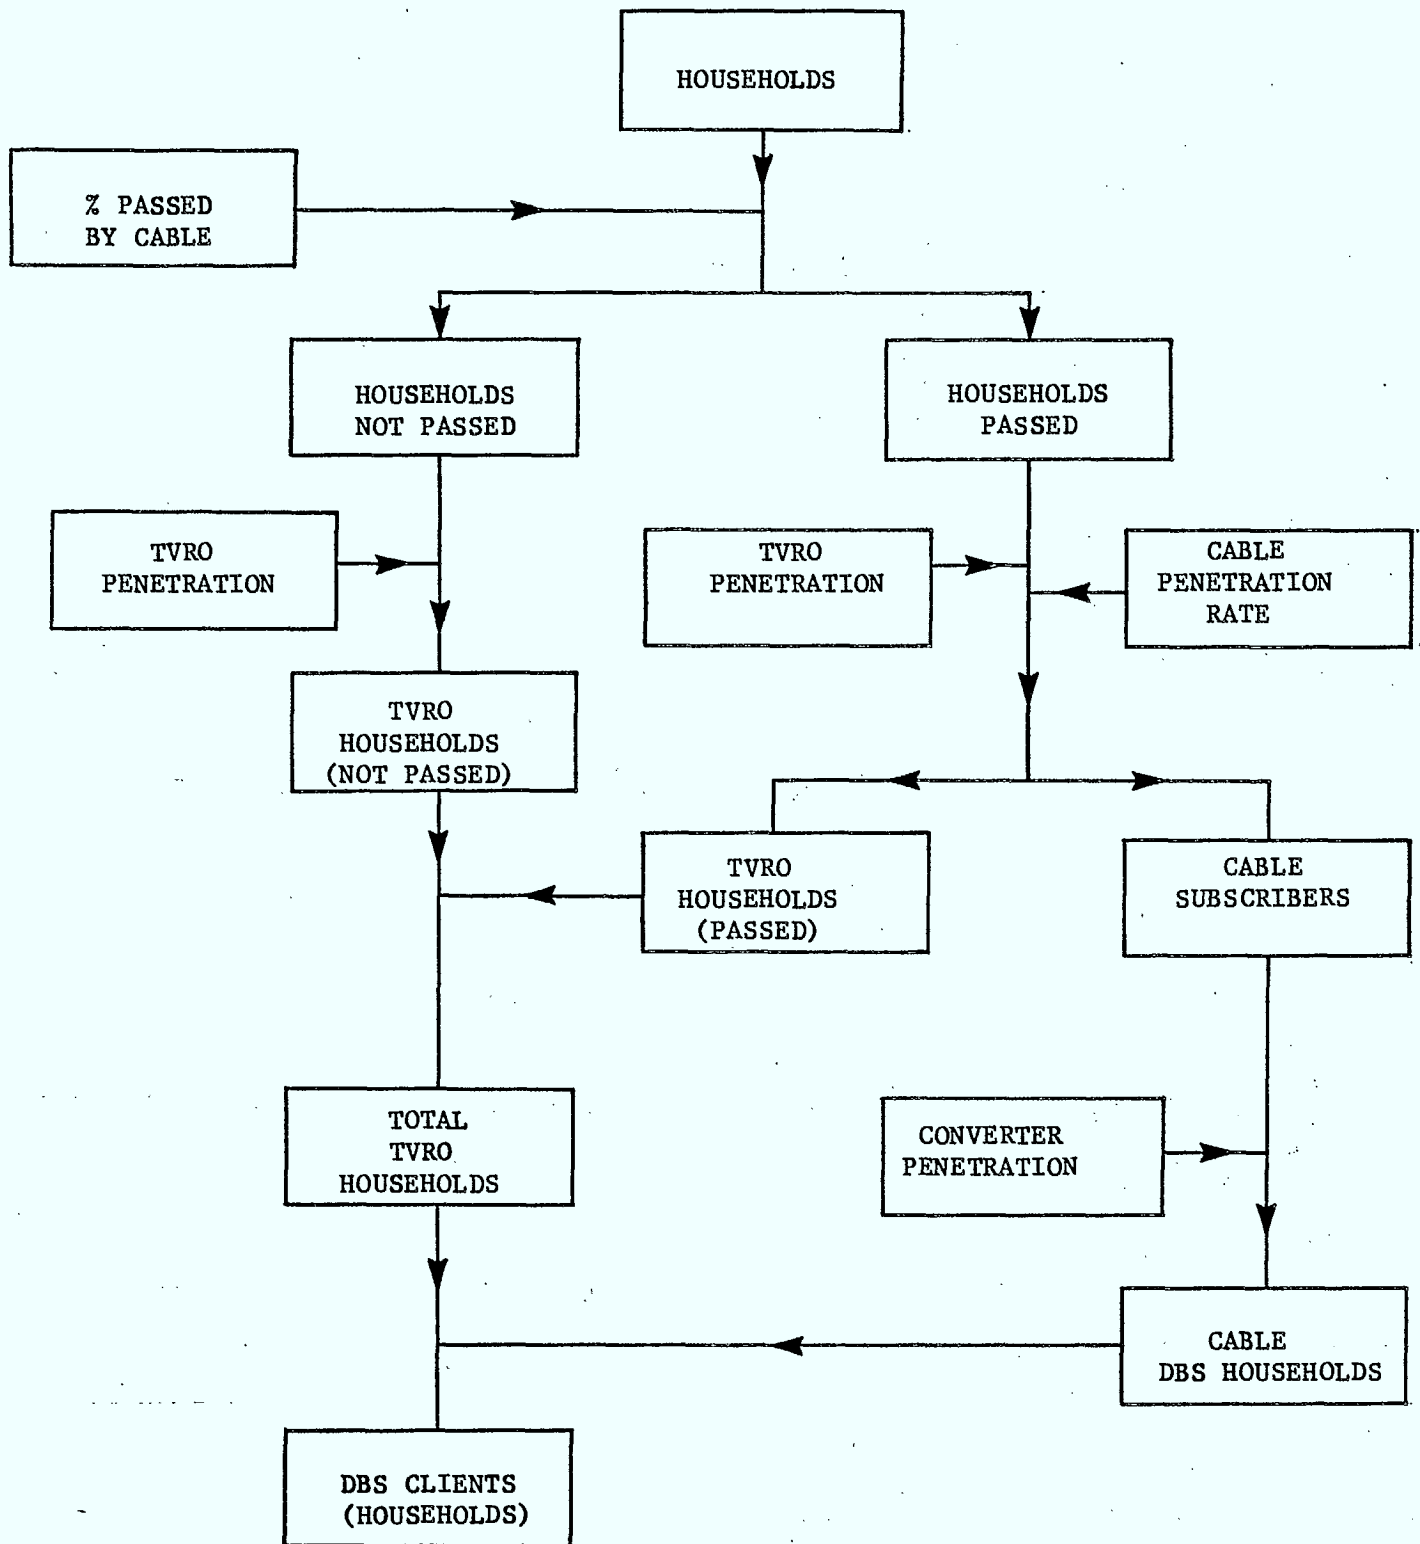 HOUSEHOLDS
% PASSED
BY CABLE
HOUSEHOLDS
NOT PASSED
HOUSEHOLDS
PASSED
TVRO
PENETRATION
TVRO
PENETRATION
CABLE
PENETRATION
RATE
TVRO
HOUSEHOLDS
(NOT PASSED)
TVRO
HOUSEHOLDS
(PASSED)
CABLE
SUBSCRIBERS
TOTAL
TVRO
HOUSEHOLDS
CONVERTER
PENETRATION
CABLE
DBS HOUSEHOLDS
DBS CLIENTS
(HOUSEHOLDS)